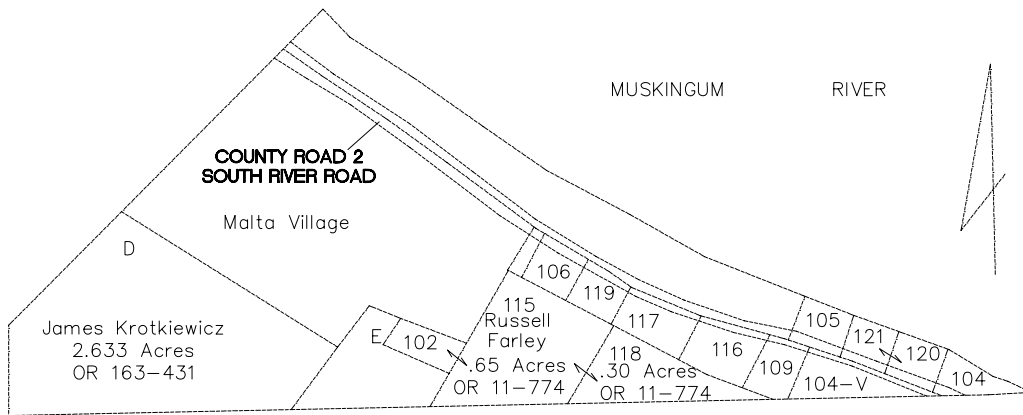 MUSKINGUM RIVER
COUNTY ROAD 2
SOUTH RIVER ROAD
Malta Village
D
106
119
115
117
105
121
120
104
James Krotkiewicz
2.633 Acres
OR 163-431
E
102
Russell
Farley
.65 Acres
OR 11-774
118
.30 Acres
OR 11-774
116
109
104-V